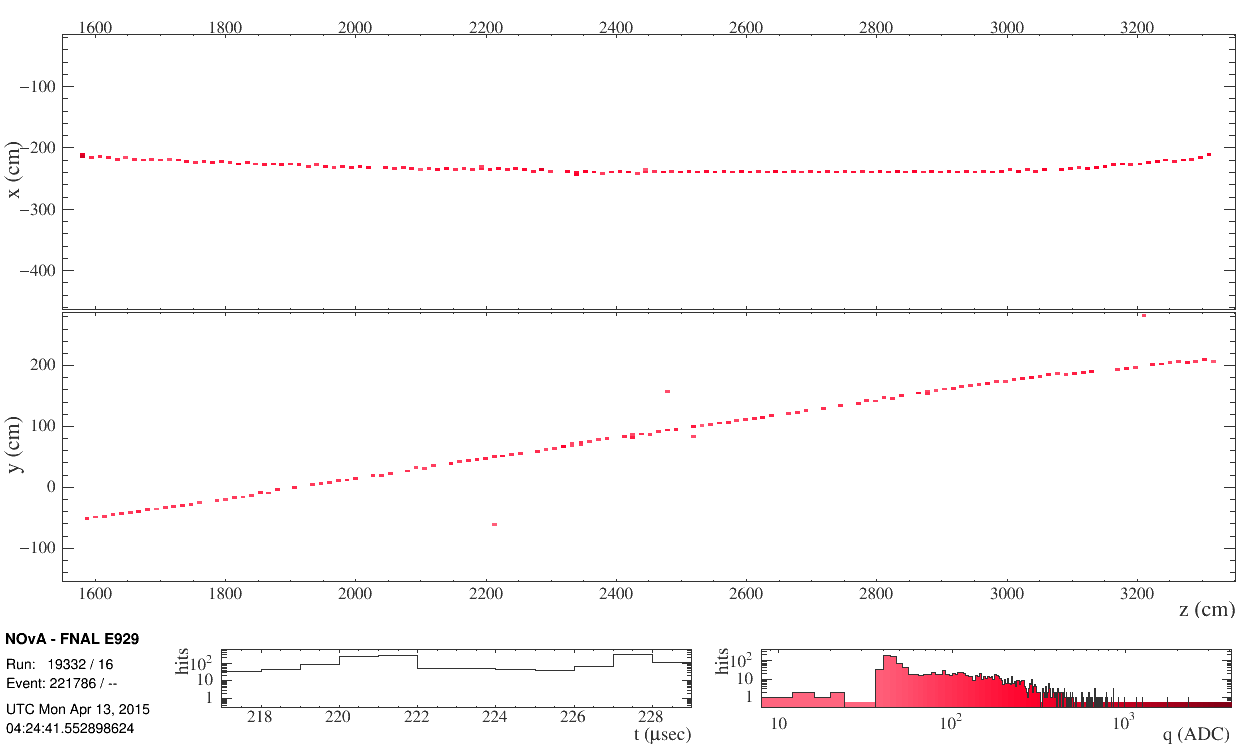 1600 1800 2000 2200 2400 2600 2800 3000 3200
−100
−200
−300
−400
x (cm)
200
100
0
−100
y (cm)
1600 1800 2000 2200 2400 2600 2800 3000 3200
z (cm)
NOvA - FNAL E929
Run: 19332 / 16
Event: 221786 / --
UTC Mon Apr 13, 2015
04:24:41.552898624
hits
10²
10
1
218 220 222 224 226 228
t (μsec)
hits
10²
10
1
10 10² 10³
q (ADC)